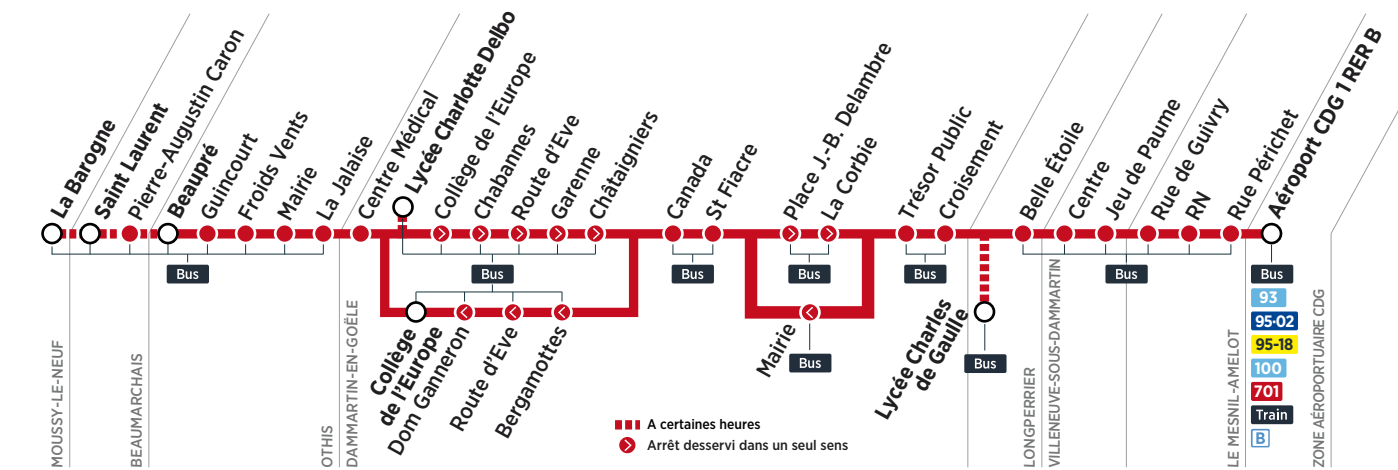 La Barogne
Saint Laurent
Pierre-Augustin Caron
Beaupré
Guincourt
Froids Vents
Mairie
La Jalaise
Centre Médical
Lycée Charlotte Delbo
Collège de l'Europe
Chabannes
Route d'Eve
Garenne
Châtaigniers
Canada
St Fiacre
Place J.-B. Delambre
La Corbie
Trésor Public
Croisement
Belle Étoile
Centre
Jeu de Paume
Rue de Guivry
RN
Rue Périchet
Aéroport CDG 1 RER B
Bus
Bus
Bus
Bus
Bus
Bus
Bus
93
95-02
95-18
100
701
Train
B
Collège
de l'Europe
Dom Ganneron
Route d'Eve
Bergamottes
Mairie
Bus
Lycée Charles
de Gaulle
Bus
MOUSSY-LE-NEUF
BEAUMARCHAIS
OTHIS
DAMMARTIN-EN-GOËLE
LONGPERRIER
VILLENEUVE-SOUS-DAMMARTIN
LE MESNIL-AMELOT
ZONE AÉROPORTUAIRE CDG
A certaines heures
Arrêt desservi dans un seul sens